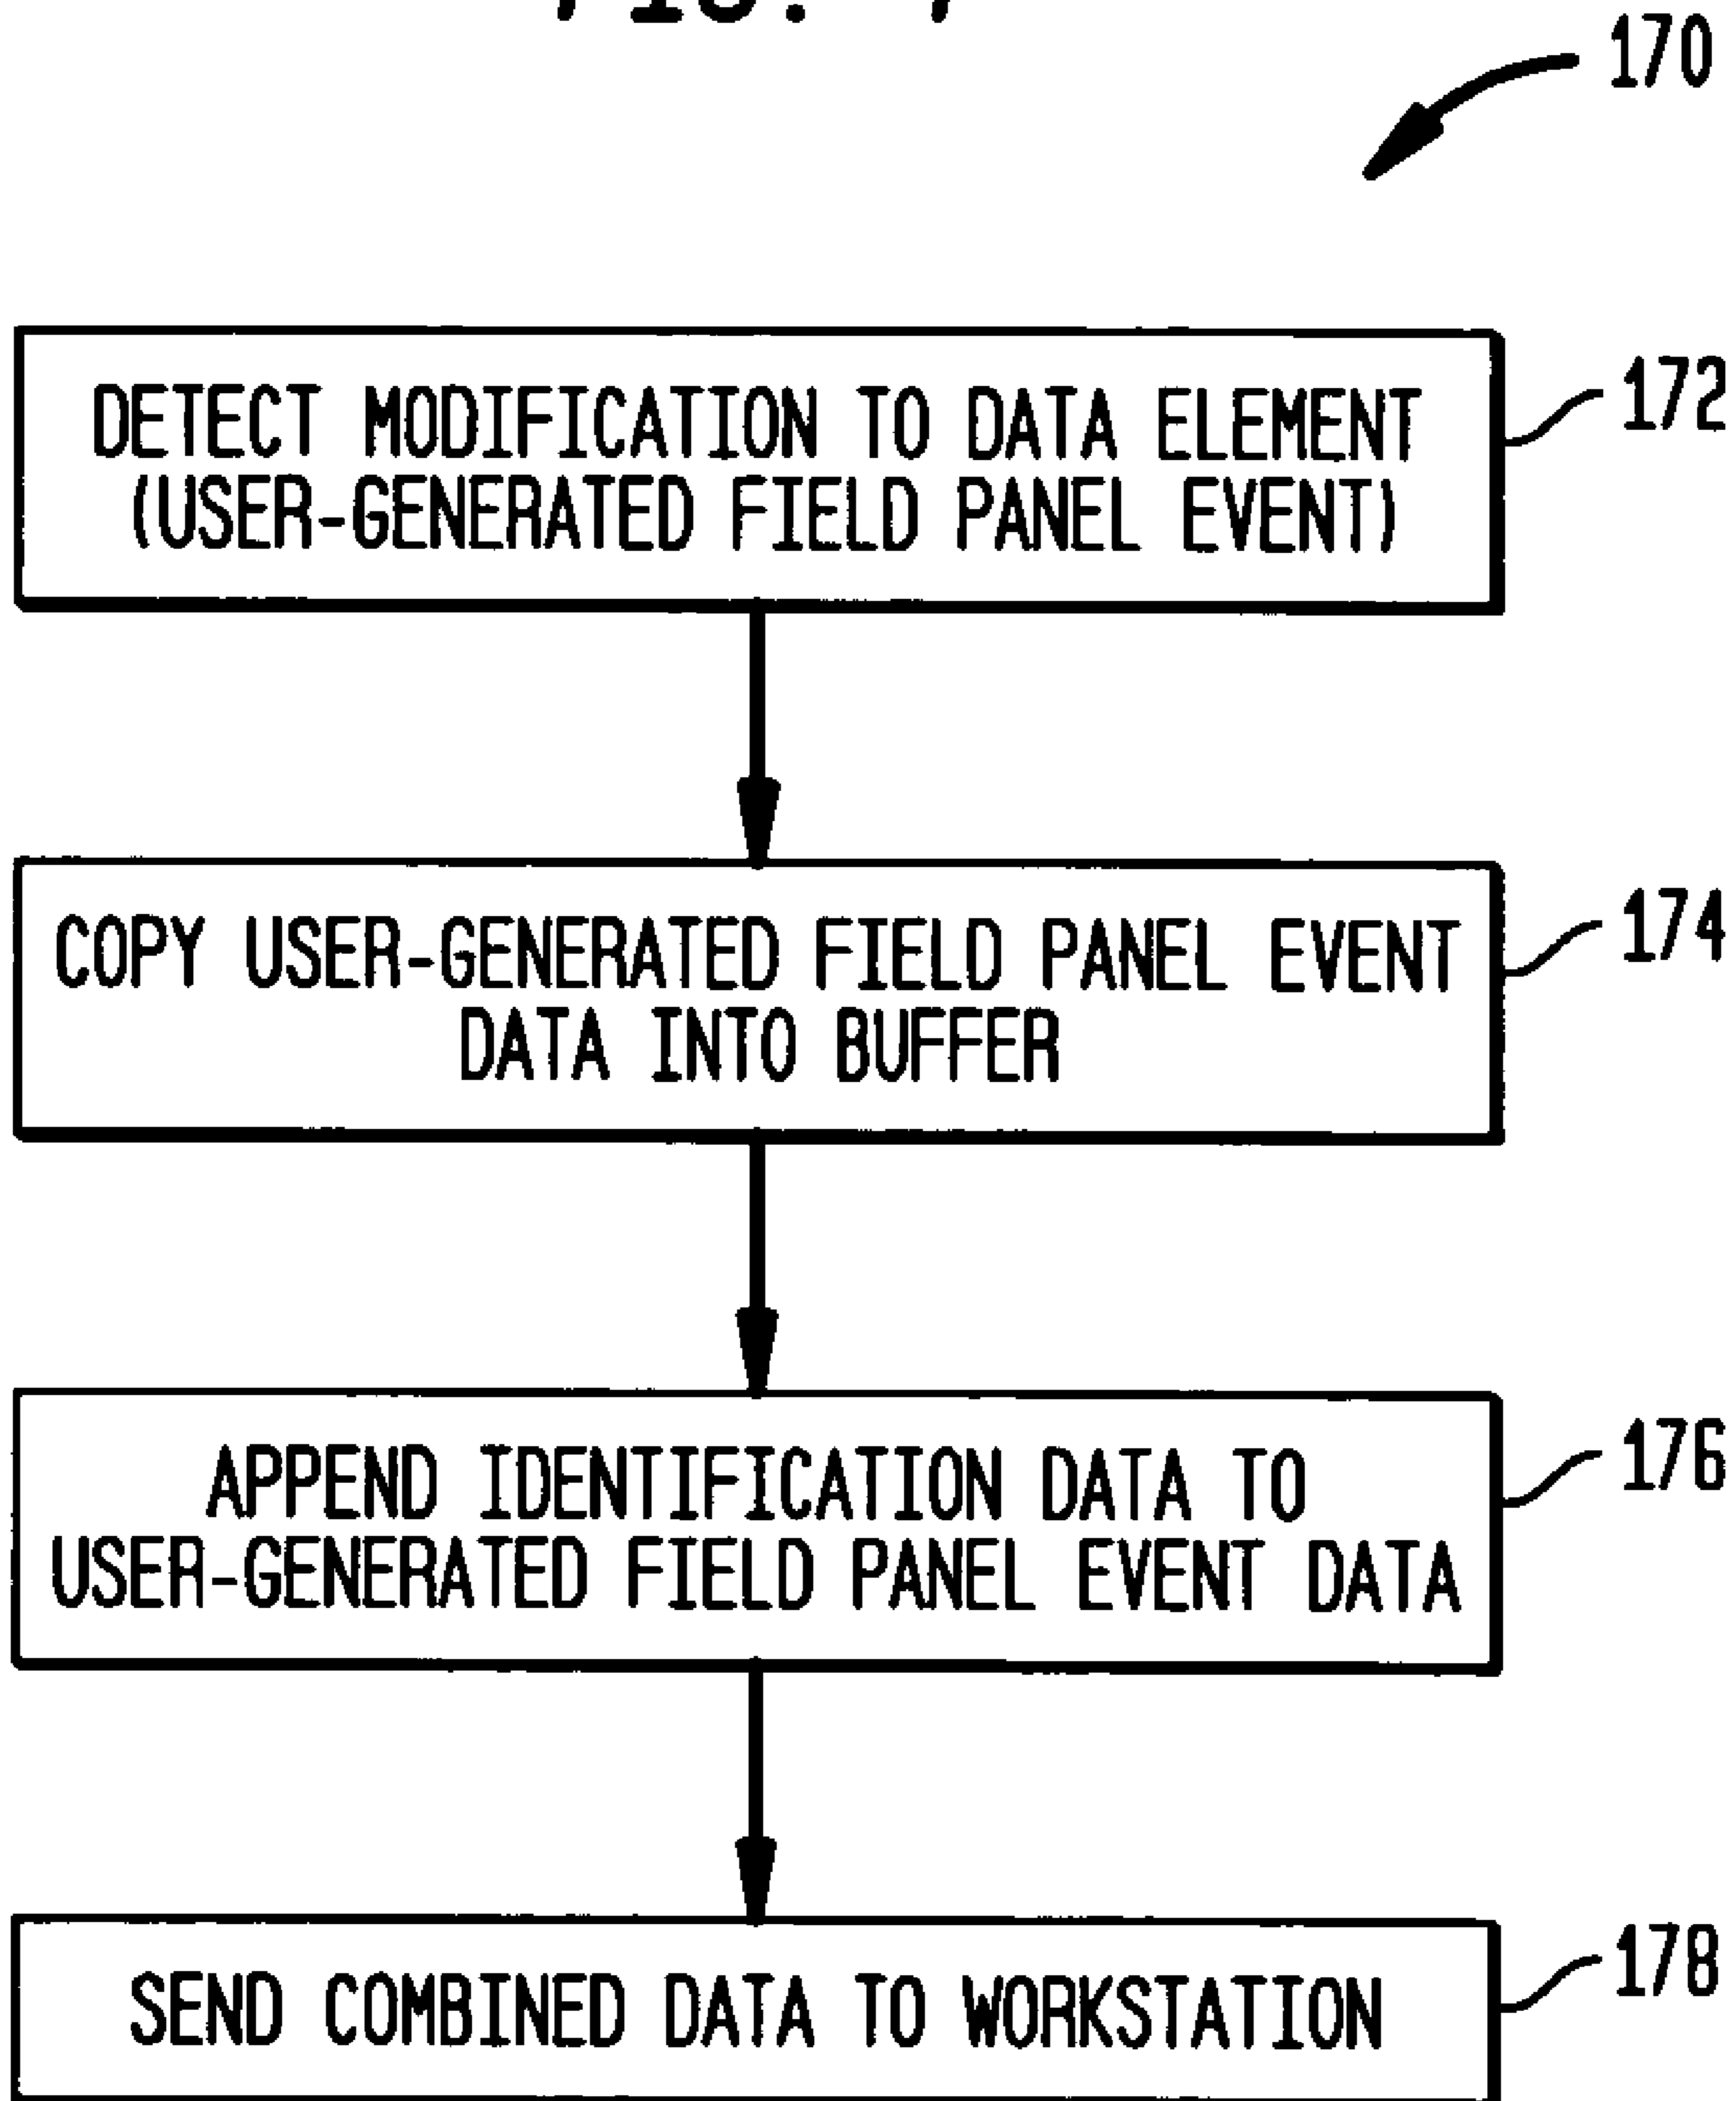 170
DETECT MODIFICATION TO DATA ELEMENT
(USER-GENERATED FIELD PANEL EVENT)
172
COPY USER-GENERATED FIELD PANEL EVENT
DATA INTO BUFFER
174
APPEND IDENTIFICATION DATA TO
USER-GENERATED FIELD PANEL EVENT DATA
176
SEND COMBINED DATA TO WORKSTATION
178